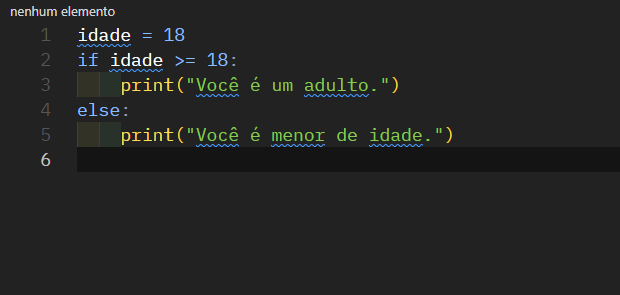 nenhum elemento
1 idade = 18
2 if idade >= 18:
3 print("Você é um adulto.")
4 else:
5 print("Você é menor de idade.")
6